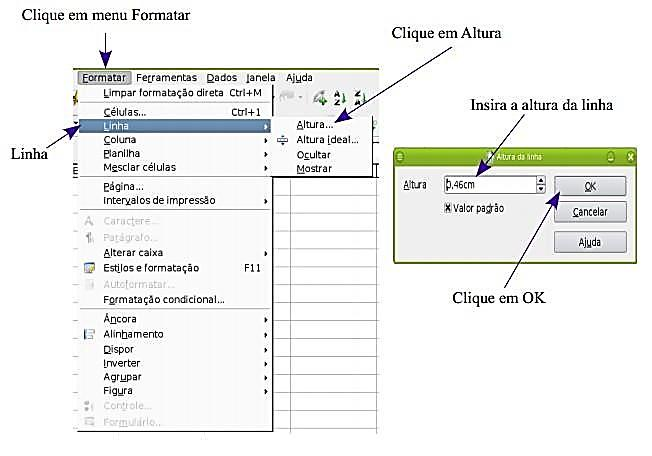 Clique em menu Formatar
Clique em Altura
Insira a altura da linha
Linha
Clique em OK
Formatar Ferramentas Dados Janela Ajuda
Limpar formatação direta Ctrl+M
Células... Ctrl+1
Linha
Coluna
Planilha
Mesclar células
Página...
Intervalos de impressão
Caractere...
Parágrafo...
Alterar caixa
Estilos e formatação F11
Autoformatar...
Formatação condicional...
Âncora
Alinhamento
Dispor
Inverter
Agrupar
Figura
Controle...
Formulário...
Altura...
Altura ideal...
Ocultar
Mostrar
Altura da linha
Altura 0,46cm OK
Valor padrão Cancelar
Ajuda